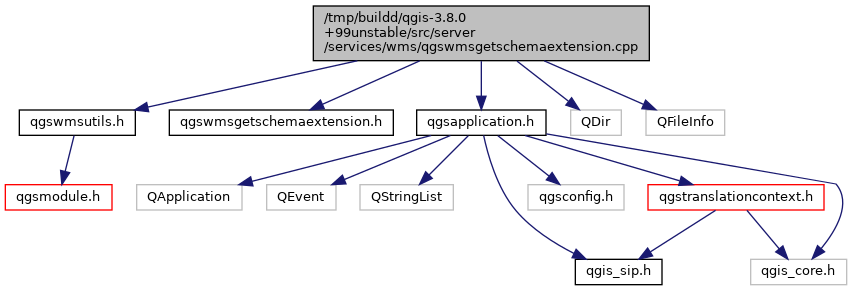 /tmp/buildd/qgis-3.8.0
+99unstable/src/server
/services/wms/qgswmsgetschemaextension.cpp
qgswmsutils.h
qgswmsgetschemaextension.h
qgsapplication.h
QDir
QFileInfo
qgsmodule.h
QApplication
QEvent
QStringList
qgsconfig.h
qgstranslationcontext.h
qgis_sip.h
qgis_core.h